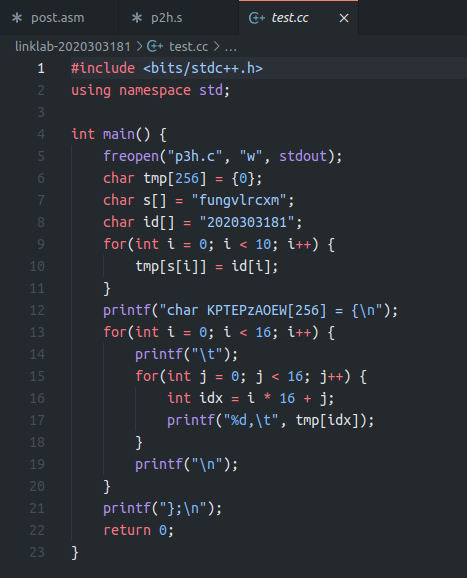 post.asm p2h.s test.cc ×
linklab-2020303181 > test.cc > ...
1 #include <bits/stdc++.h>
2 using namespace std;
3
4 int main() {
5     freopen("p3h.c", "w", stdout);
6     char tmp[256] = {0};
7     char s[] = "fungvlrcxm";
8     char id[] = "2020303181";
9     for(int i = 0; i < 10; i++) {
10         tmp[s[i]] = id[i];
11     }
12     printf("char KPTEPzAOEW[256] = {\n");
13     for(int i = 0; i < 16; i++) {
14         printf("\t");
15         for(int j = 0; j < 16; j++) {
16             int idx = i * 16 + j;
17             printf("%d,\t", tmp[idx]);
18         }
19         printf("\n");
20     }
21     printf("};\n");
22     return 0;
23 }